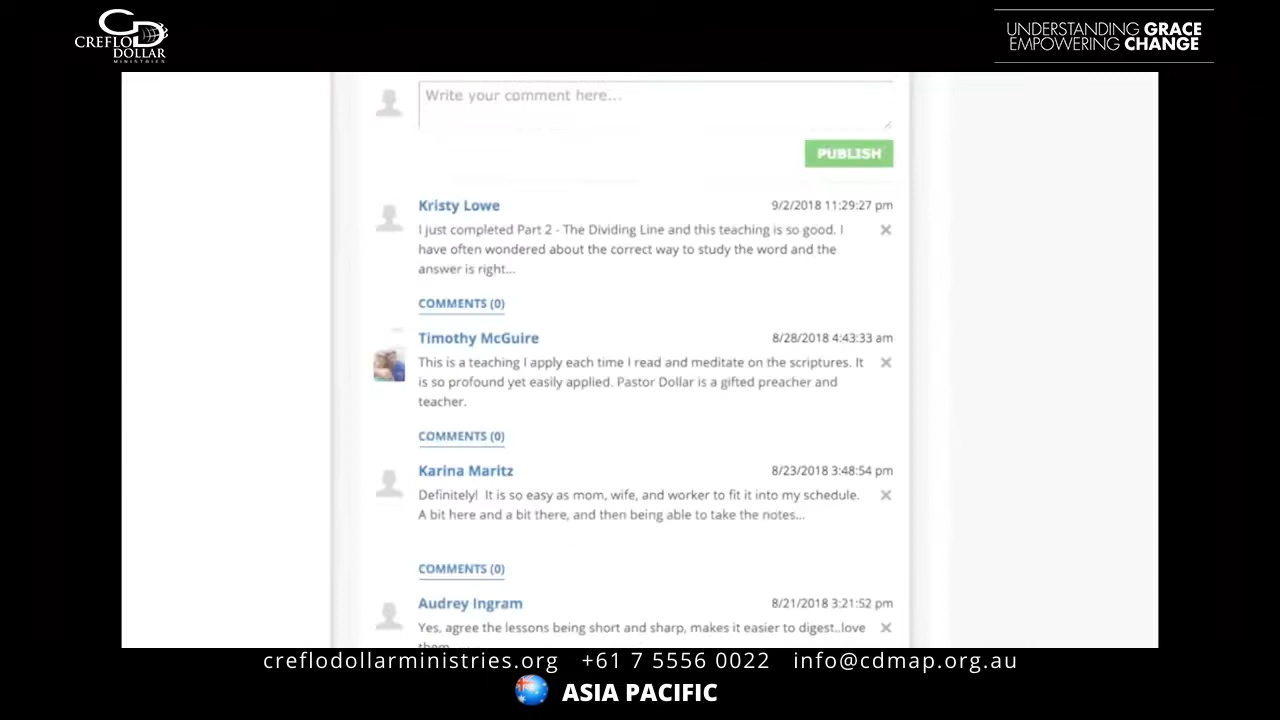 CREFLO
DOLLAR
MINISTRIES
UNDERSTANDING GRACE
EMPOWERING CHANGE
Write your comment here...
PUBLISH
Kristy Lowe 9/2/2018 11:29:27 pm
I just completed Part 2 - The Dividing Line and this teaching is so good. I
have often wondered about the correct way to study the word and the
answer is right...
COMMENTS (0)
Timothy McGuire 8/28/2018 4:43:33 am
This is a teaching I apply each time I read and meditate on the scriptures. It
is so profound yet easily applied. Pastor Dollar is a gifted preacher and
teacher.
COMMENTS (0)
Karina Maritz 8/23/2018 3:48:54 pm
Definitely! It is so easy as mom, wife, and worker to fit it into my schedule.
A bit here and a bit there, and then being able to take the notes...
COMMENTS (0)
Audrey Ingram 8/21/2018 3:21:52 pm
Yes, agree the lessons being short and sharp, makes it easier to digest..love
creflodollarministries.org +61 7 5556 0022 info@cdmap.org.au
ASIA PACIFIC